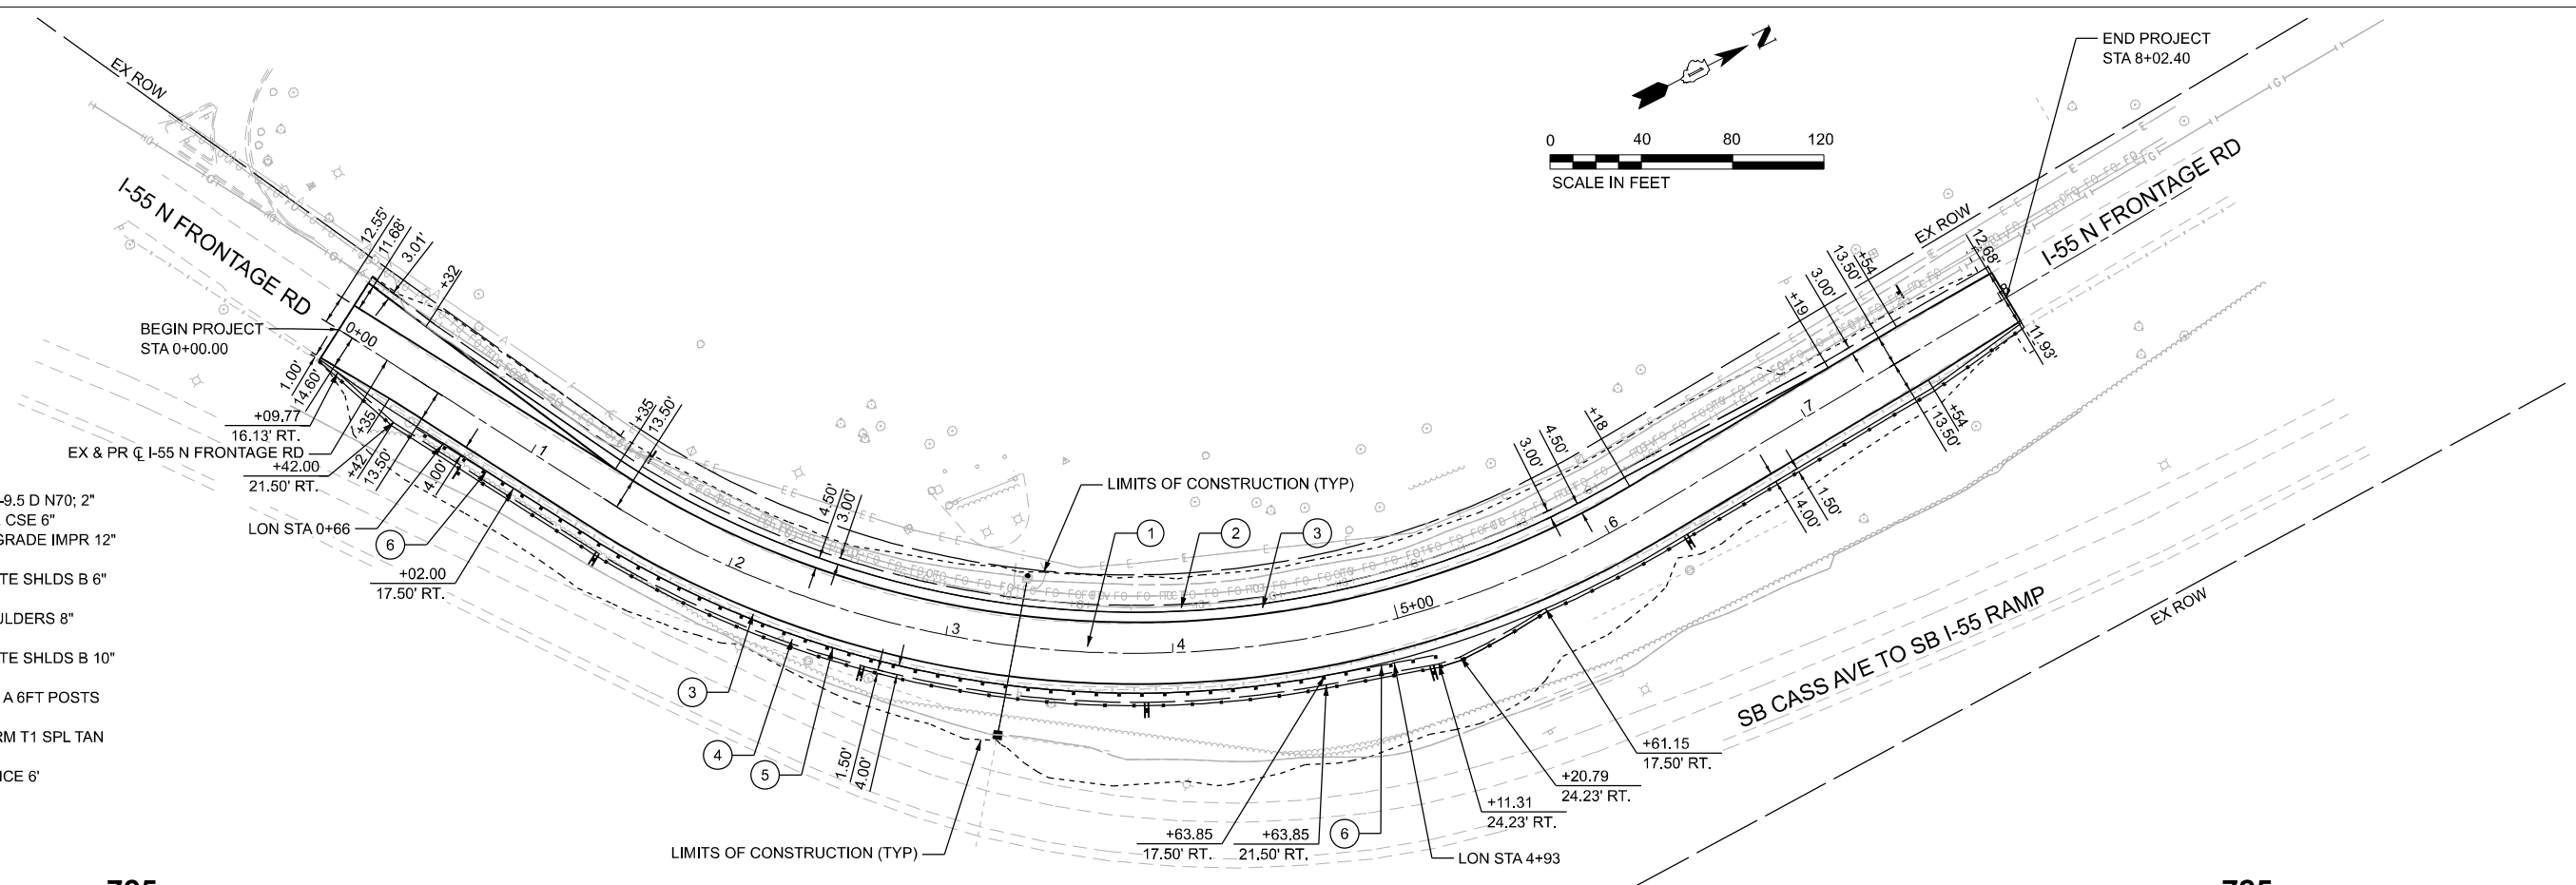 EX ROW
I-55 N FRONTAGE RD
12.55'
11.68'
3.01'
+32
BEGIN PROJECT
STA 0+00.00
0+00
1.00'
14.60'
+09.77
16.13' RT.
+35
EX & PR ℄ I-55 N FRONTAGE RD
+42.00
21.50' RT.
+42
13.50'
4.00'
LON STA 0+66
6
+02.00
17.50' RT.
-9.5 D N70; 2"
CSE 6"
GRADE IMPR 12"
TE SHLDS B 6"
ULDERS 8"
TE SHLDS B 10"
A 6FT POSTS
RM T1 SPL TAN
ICE 6'
1
+35
13.50'
2
4.50'
3.00'
3
4
5+00
6
7
8
3
4
5
1.50'
4.00'
LIMITS OF CONSTRUCTION (TYP)
1
2
3
LIMITS OF CONSTRUCTION (TYP)
3.00'
4.50'
+18
+19
3.00'
13.50'
+54
EX ROW
12.68'
I-55 N FRONTAGE RD
END PROJECT
STA 8+02.40
N
0 40 80 120
SCALE IN FEET
11.93'
+54
13.50'
1.50'
4.00'
SB CASS AVE TO SB I-55 RAMP
EX ROW
+61.15
17.50' RT.
+20.79
24.23' RT.
+11.31
24.23' RT.
LON STA 4+93
6
+63.85
21.50' RT.
+63.85
17.50' RT.